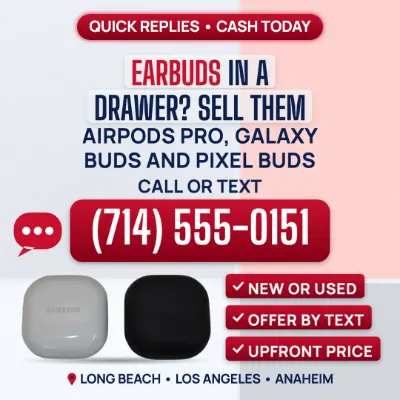 QUICK REPLIES • CASH TODAY
EARBUDS IN A
DRAWER? SELL THEM
AIRPODS PRO, GALAXY
BUDS AND PIXEL BUDS
CALL OR TEXT
(714) 555-0151
SAMSUNG
NEW OR USED
OFFER BY TEXT
UPFRONT PRICE
LONG BEACH • LOS ANGELES • ANAHEIM